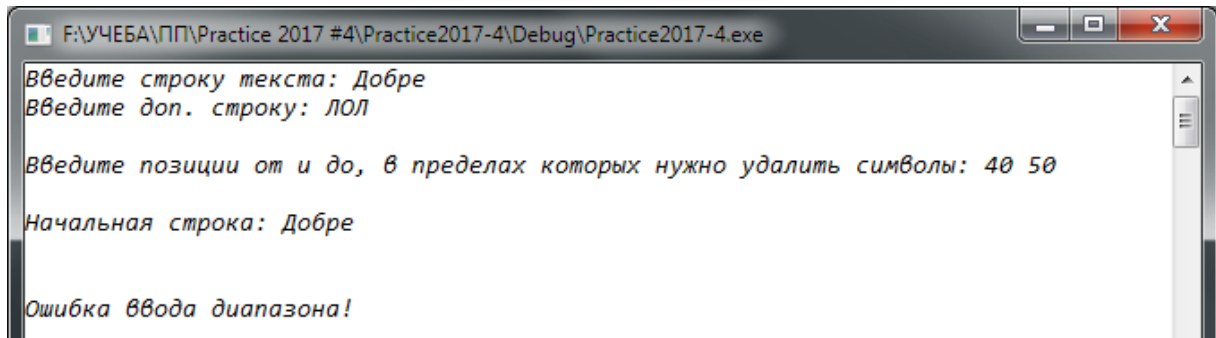 F:\УЧЕБА\ПП\Practice 2017 #4\Practice2017-4\Debug\Practice2017-4.exe
Введите строку текста: Добре
Введите доп. строку: ЛОЛ
Введите позиции от и до, в пределах которых нужно удалить символы: 40 50
Начальная строка: Добре
Ошибка ввода диапазона!